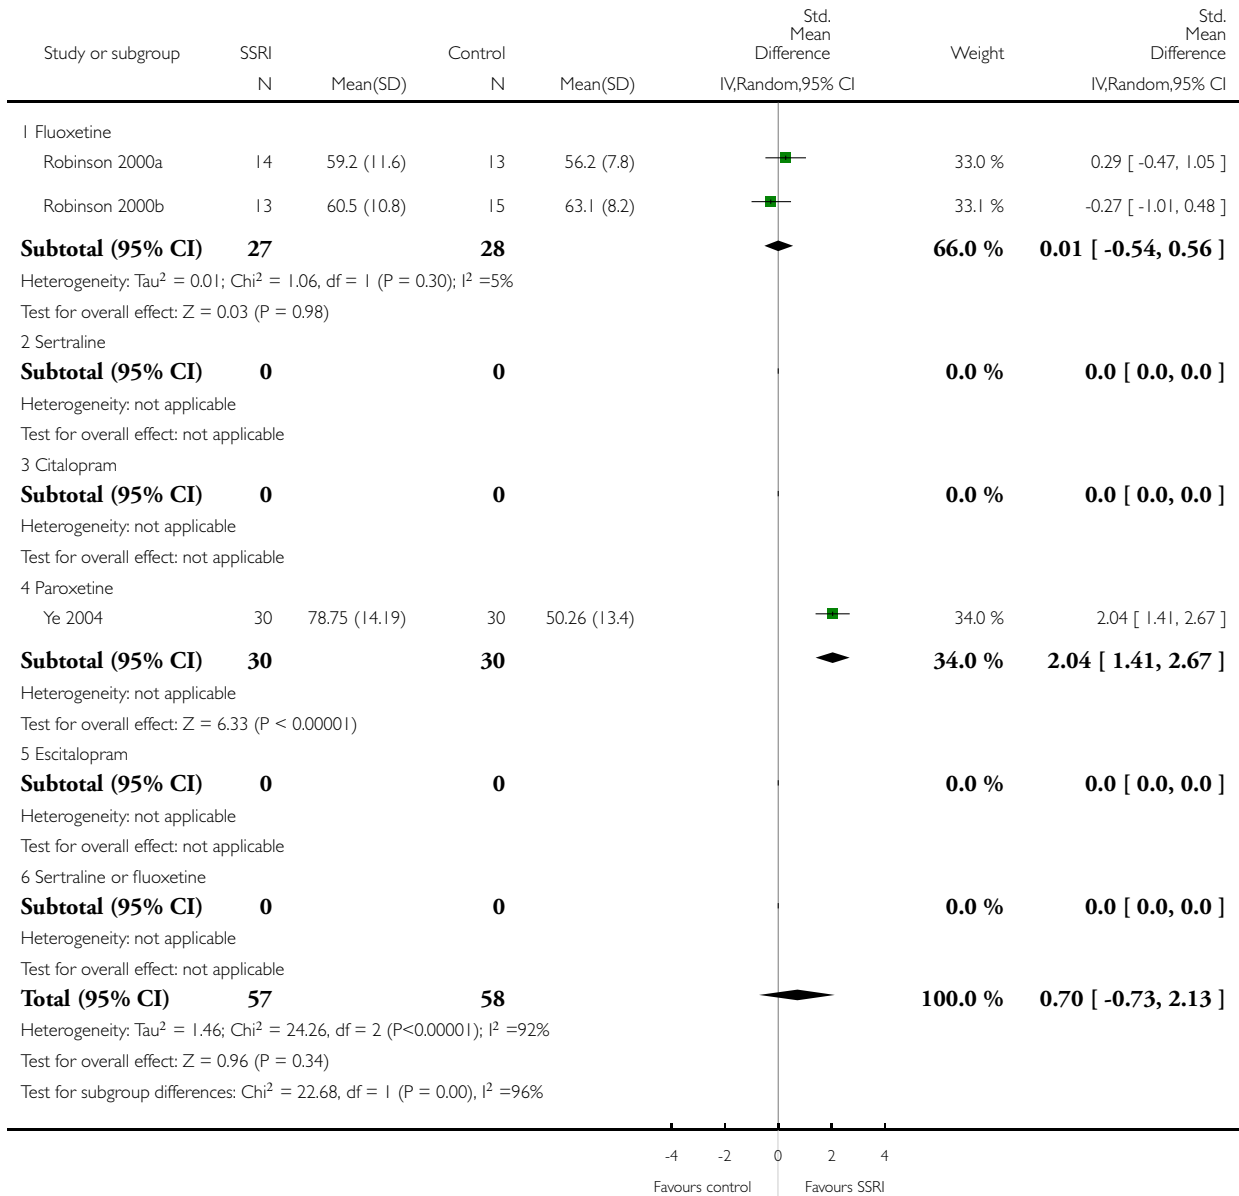 Std. Mean Difference Std. Mean Difference
Study or subgroup SSRI Control Weight
N Mean(SD) N Mean(SD) IV,Random,95% CI IV,Random,95% CI
1 Fluoxetine
Robinson 2000a 14 59.2 (11.6) 13 56.2 (7.8) 33.0 % 0.29 [ -0.47, 1.05 ]
Robinson 2000b 13 60.5 (10.8) 15 63.1 (8.2) 33.1 % -0.27 [ -1.01, 0.48 ]
Subtotal (95% CI) 27 28 66.0 % 0.01 [ -0.54, 0.56 ]
Heterogeneity: Tau² = 0.01; Chi² = 1.06, df = 1 (P = 0.30); I² =5%
Test for overall effect: Z = 0.03 (P = 0.98)
2 Sertraline
Subtotal (95% CI) 0 0 0.0 % 0.0 [ 0.0, 0.0 ]
Heterogeneity: not applicable
Test for overall effect: not applicable
3 Citalopram
Subtotal (95% CI) 0 0 0.0 % 0.0 [ 0.0, 0.0 ]
Heterogeneity: not applicable
Test for overall effect: not applicable
4 Paroxetine
Ye 2004 30 78.75 (14.19) 30 50.26 (13.4) 34.0 % 2.04 [ 1.41, 2.67 ]
Subtotal (95% CI) 30 30 34.0 % 2.04 [ 1.41, 2.67 ]
Heterogeneity: not applicable
Test for overall effect: Z = 6.33 (P < 0.00001)
5 Escitalopram
Subtotal (95% CI) 0 0 0.0 % 0.0 [ 0.0, 0.0 ]
Heterogeneity: not applicable
Test for overall effect: not applicable
6 Sertraline or fluoxetine
Subtotal (95% CI) 0 0 0.0 % 0.0 [ 0.0, 0.0 ]
Heterogeneity: not applicable
Test for overall effect: not applicable
Total (95% CI) 57 58 100.0 % 0.70 [ -0.73, 2.13 ]
Heterogeneity: Tau² = 1.46; Chi² = 24.26, df = 2 (P<0.00001); I² =92%
Test for overall effect: Z = 0.96 (P = 0.34)
Test for subgroup differences: Chi² = 22.68, df = 1 (P = 0.00), I² =96%
-4 -2 0 2 4
Favours control Favours SSRI